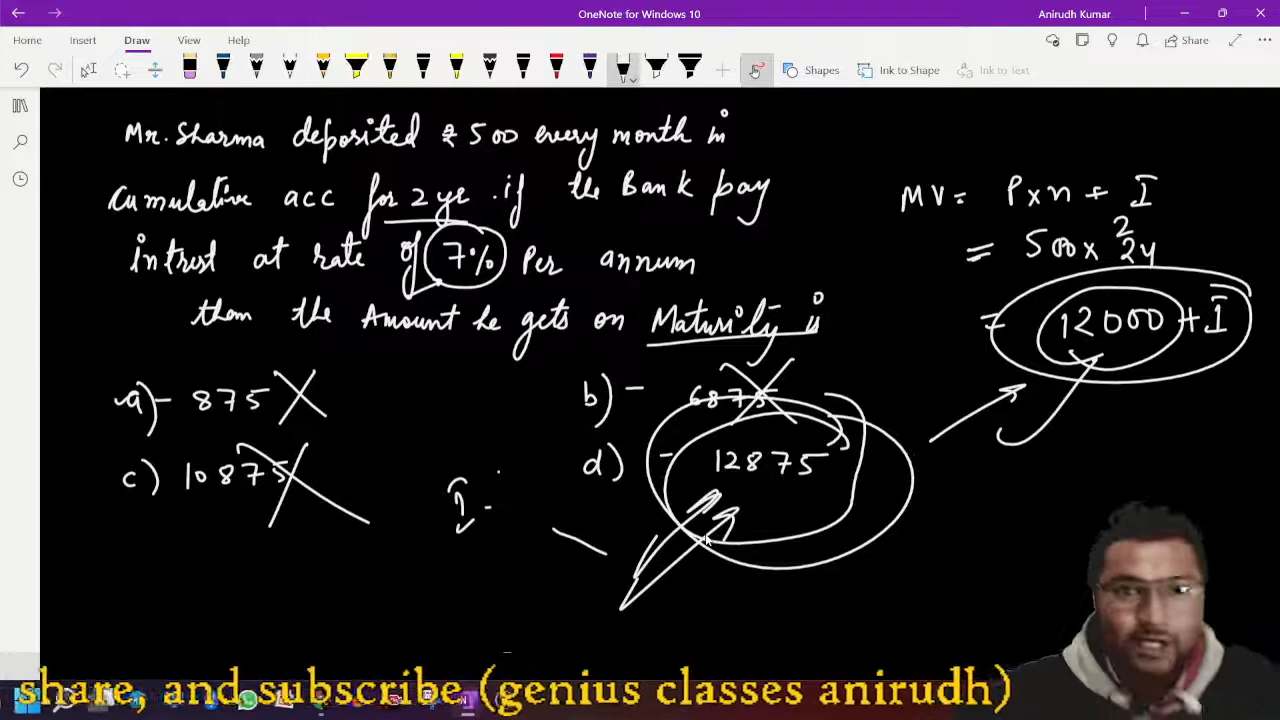 OneNote for Windows 10
Anirudh Kumar
Home Insert Draw View Help
Share
Shapes
Ink to Shape
Ink to Text
Mr. Sharma deposited ₹ 500 every month in
Cumulative acc for 2 ye. if the Bank pay
intrest at rate of 7% Per annum
then the Amount he gets on Maturity is
a)- 875
b)- 6875
c) 10875
d) - 12875
I -
MV = P x n + I
= 500 x 24
2
= 12000 + I
share, and subscribe (genius classes anirudh)